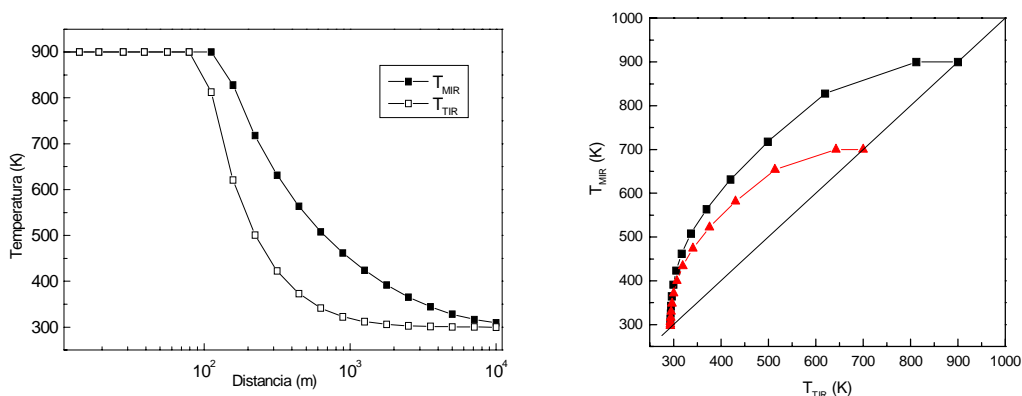 900
800
700
600
500
400
300
Temperatura (K)
10²
10³
10⁴
Distancia (m)
T_MIR
T_TIR
1000
900
800
700
600
500
400
300
T_MIR (K)
300 400 500 600 700 800 900 1000
T_TIR (K)